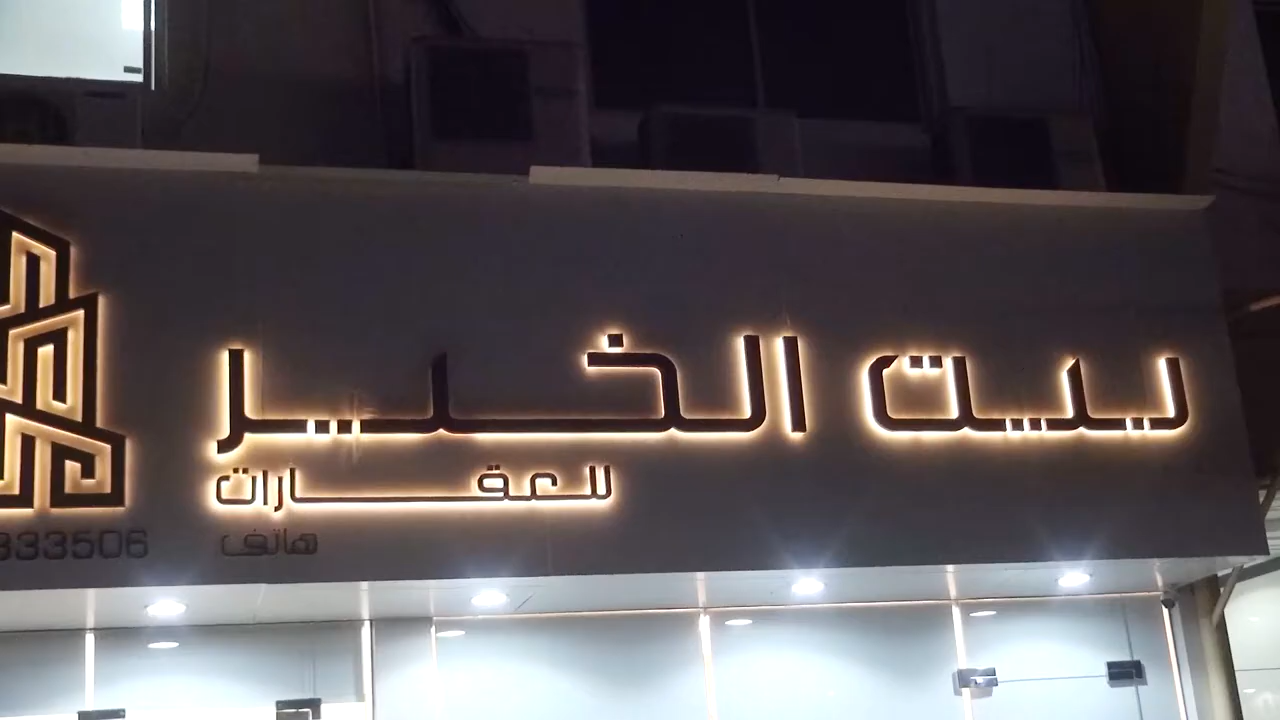 بيت الخير
للعقارات
هاتف 333506